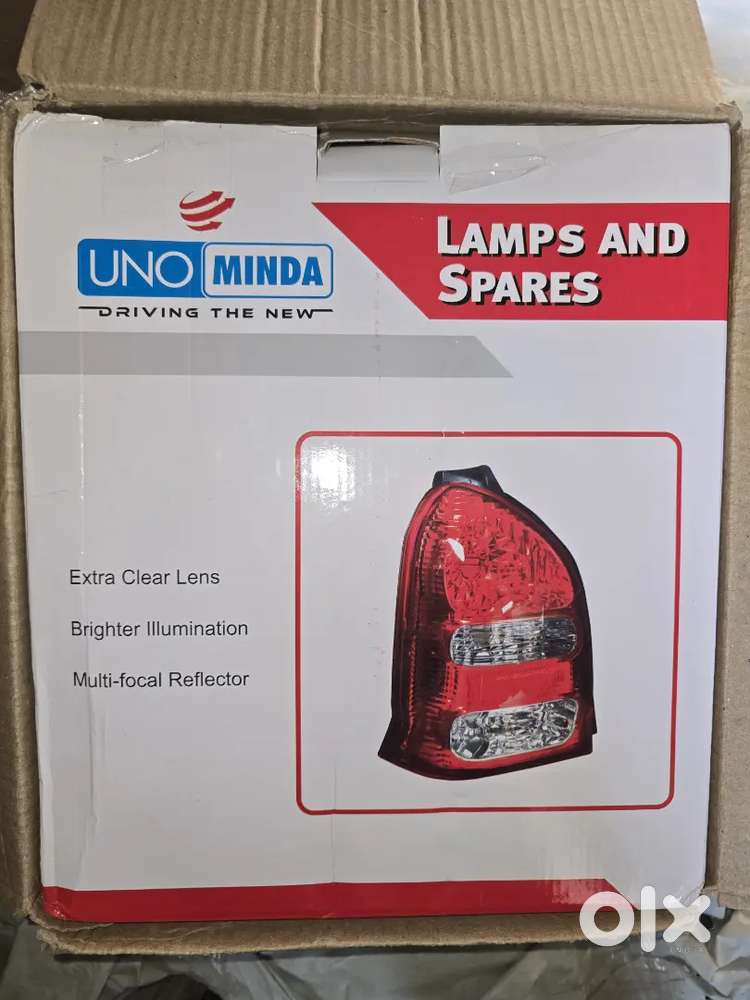 UNO MINDA
DRIVING THE NEW
LAMPS AND
SPARES
Extra Clear Lens
Brighter Illumination
Multi-focal Reflector
olx